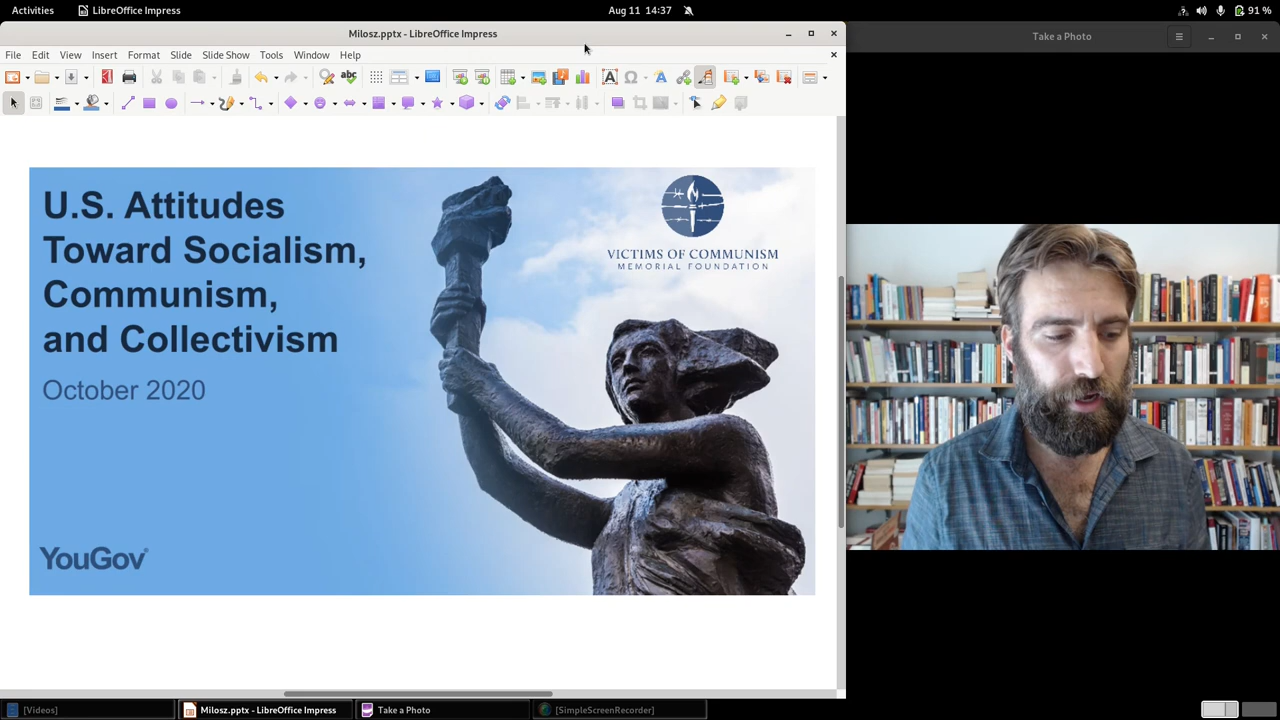 Activities
LibreOffice Impress
Aug 11 14:37
91 %
Milosz.pptx - LibreOffice Impress
Take a Photo
File Edit View Insert Format Slide Slide Show Tools Window Help
U.S. Attitudes
Toward Socialism,
Communism,
and Collectivism
October 2020
VICTIMS OF COMMUNISM
MEMORIAL FOUNDATION
YouGov®
[Videos]
Milosz.pptx - LibreOffice Impress
Take a Photo
[SimpleScreenRecorder]